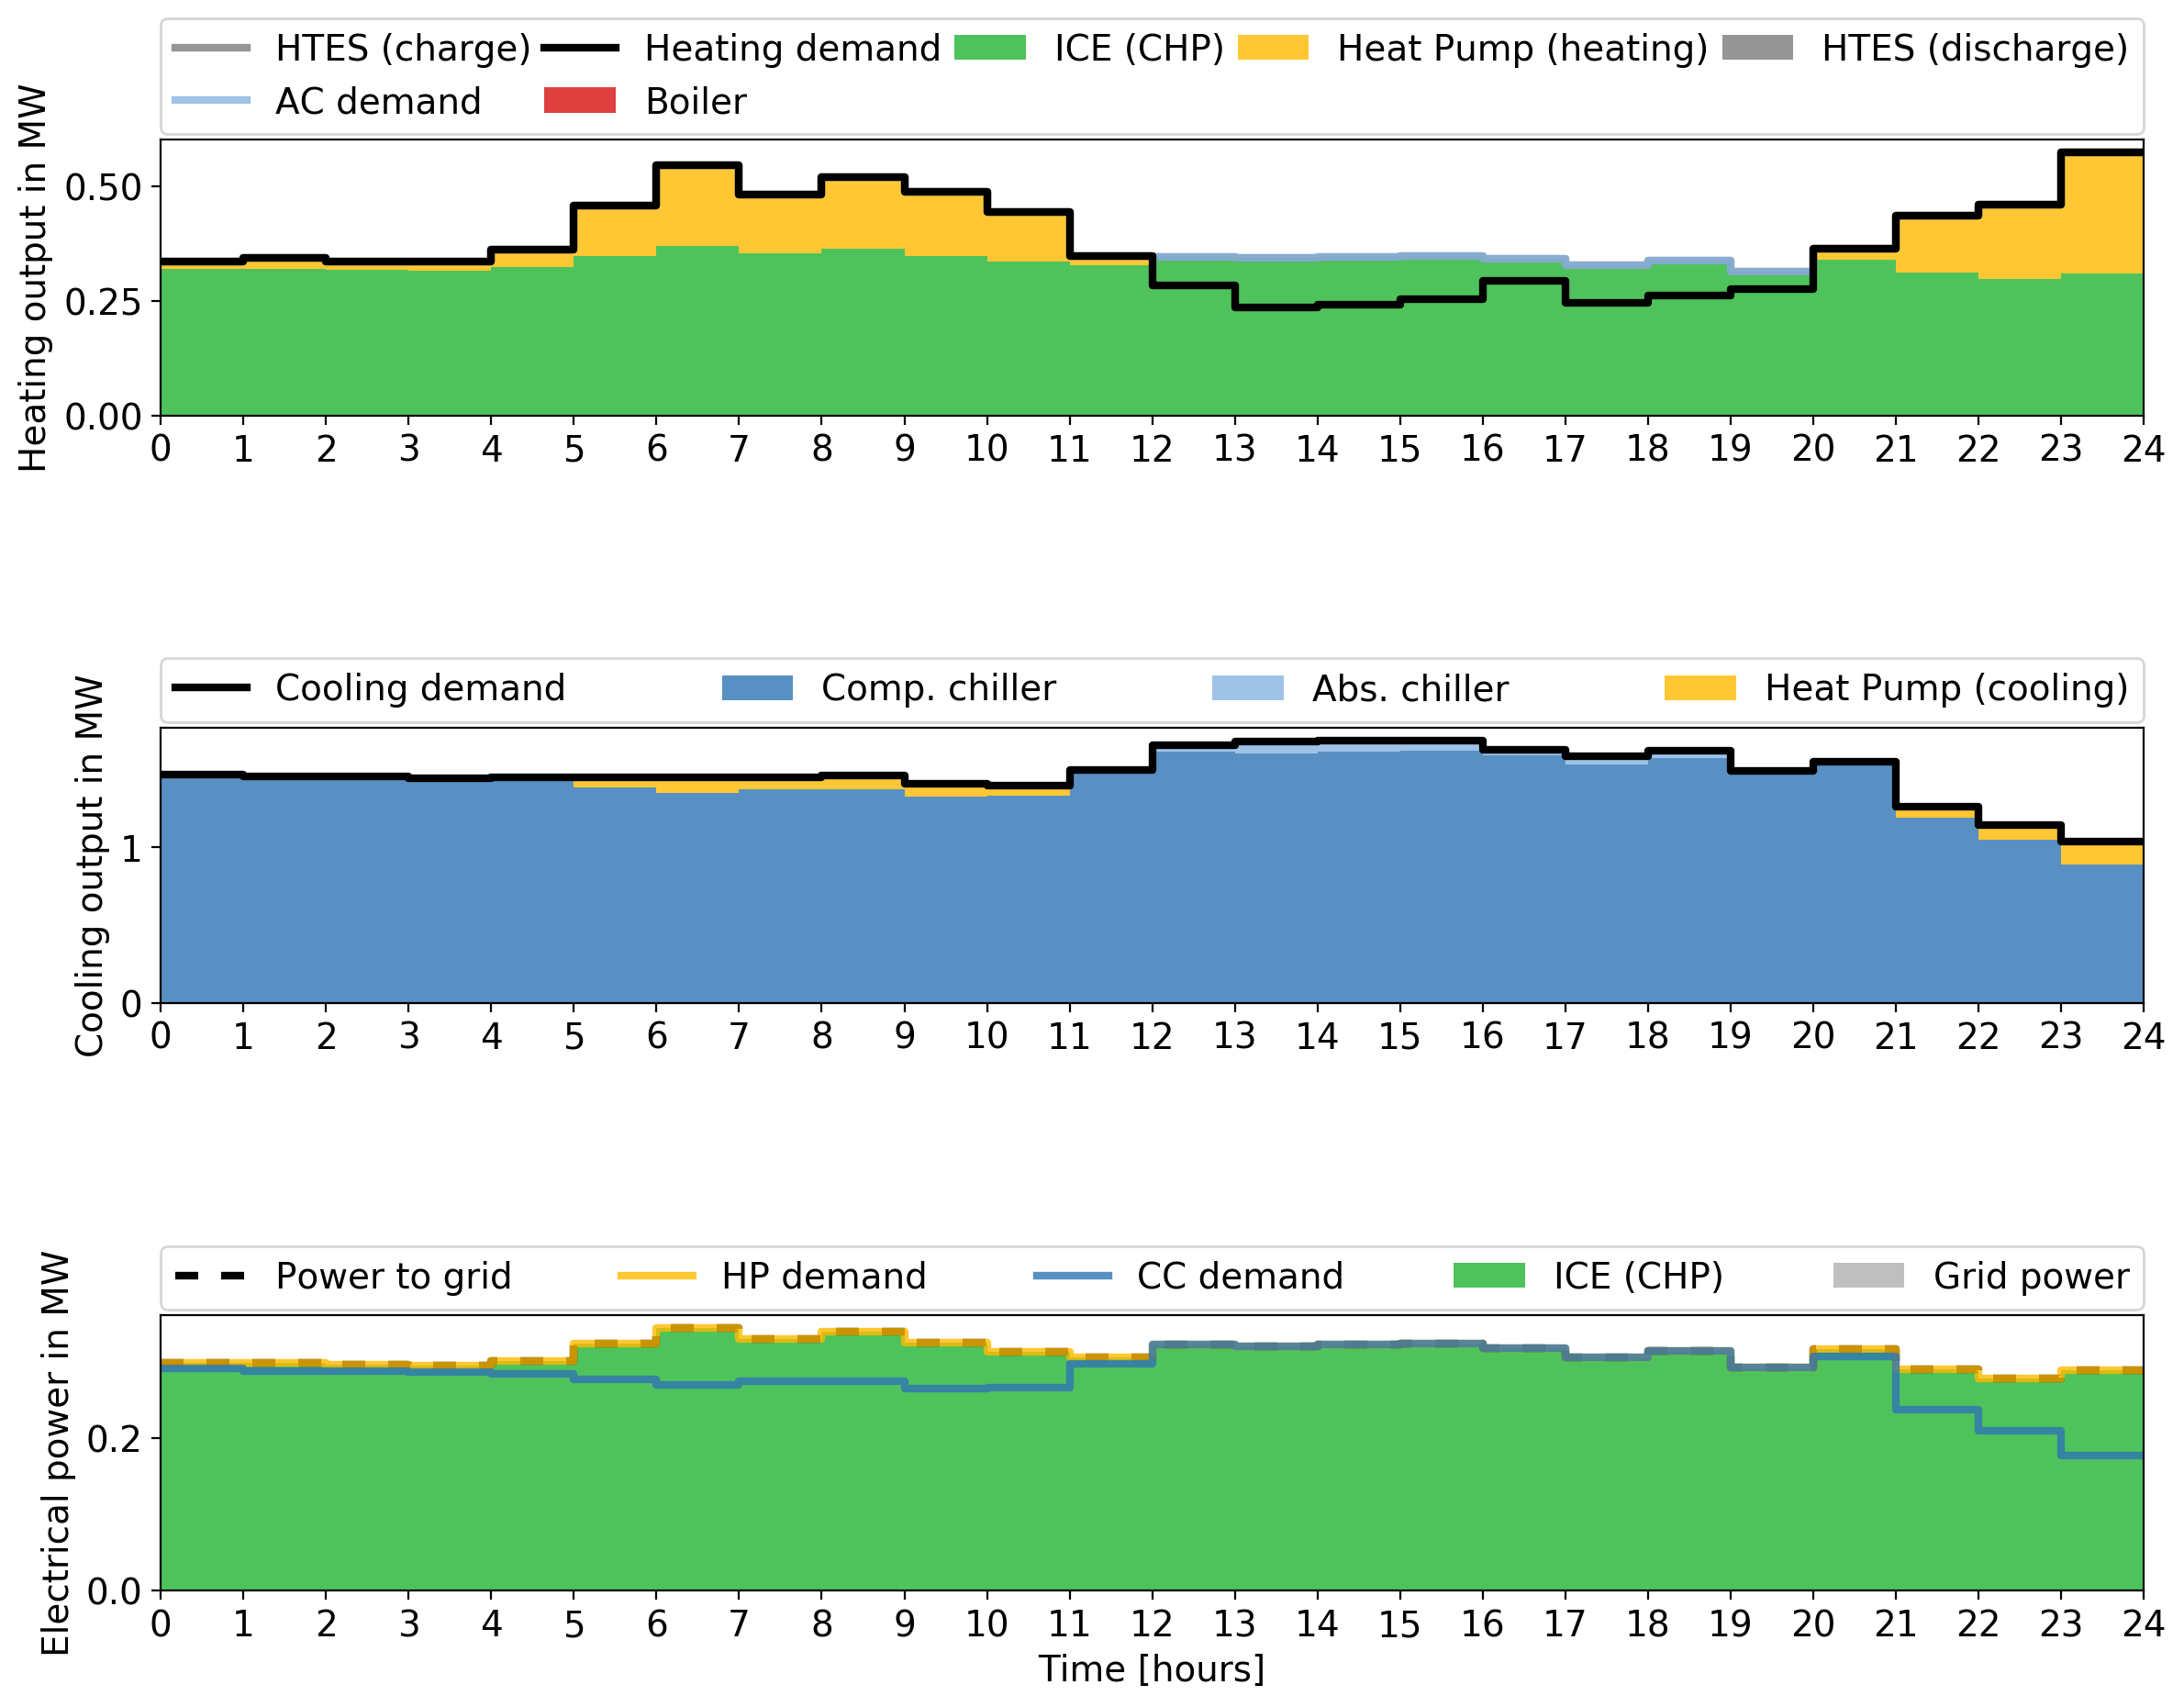 HTES (charge) Heating demand ICE (CHP) Heat Pump (heating) HTES (discharge)
AC demand Boiler
Heating output in MW
0.50
0.25
0.00
0 1 2 3 4 5 6 7 8 9 10 11 12 13 14 15 16 17 18 19 20 21 22 23 24
Cooling demand Comp. chiller Abs. chiller Heat Pump (cooling)
Cooling output in MW
1
0
0 1 2 3 4 5 6 7 8 9 10 11 12 13 14 15 16 17 18 19 20 21 22 23 24
Power to grid HP demand CC demand ICE (CHP) Grid power
Electrical power in MW
0.2
0.0
0 1 2 3 4 5 6 7 8 9 10 11 12 13 14 15 16 17 18 19 20 21 22 23 24
Time [hours]